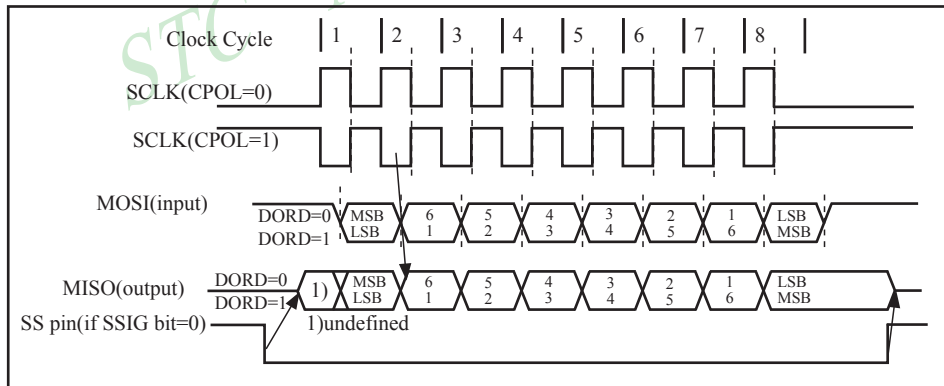 Clock Cycle 1 2 3 4 5 6 7 8
SCLK(CPOL=0)
SCLK(CPOL=1)
MOSI(input) DORD=0 MSB 6 5 4 3 2 1 LSB
DORD=1 LSB 1 2 3 4 5 6 MSB
MISO(output) DORD=0 1) MSB 6 5 4 3 2 1 LSB
DORD=1 LSB 1 2 3 4 5 6 MSB
SS pin(if SSIG bit=0) 1)undefined
STC